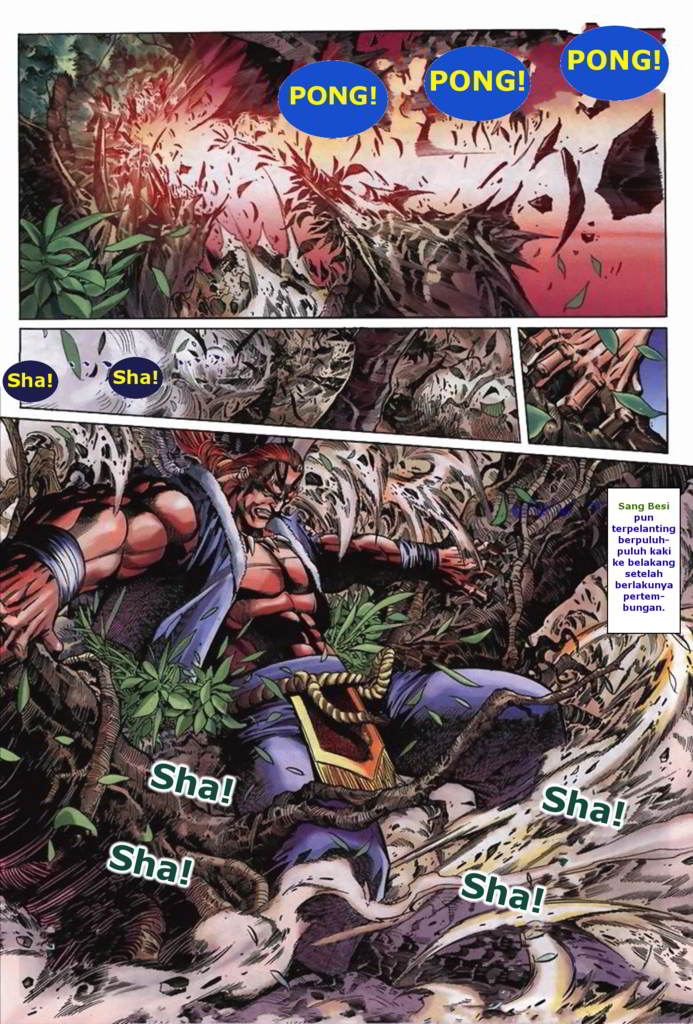 PONG!
PONG!
PONG!
Sha!
Sha!
Sang Besi
pun
terpelanting
berpuluh-
puluh kaki
ke belakang
setelah
berlakunya
pertem-
bungan.
Sha!
Sha!
Sha!
Sha!